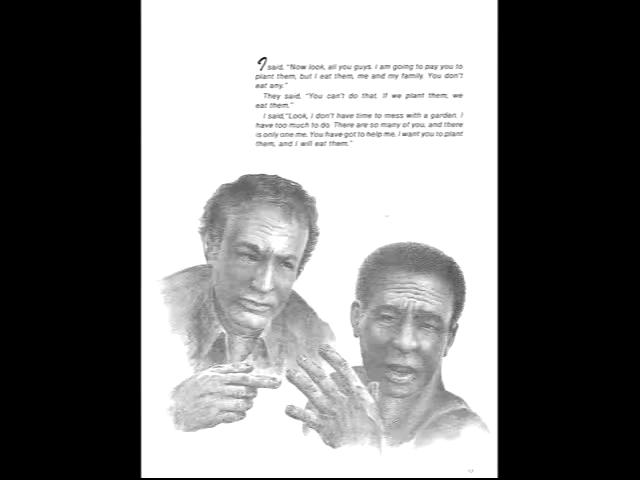 I said, "Now look, all you guys. I am going to pay you to
plant them, but I eat them, me and my family. You don't
eat any."
They said, "You can't do that. If we plant them, we
eat them."
I said, "Look, I don't have time to mess with a garden. I
have too much to do. There are so many of you, and there
is only one me. You have got to help me. I want you to plant
them, and I will eat them."